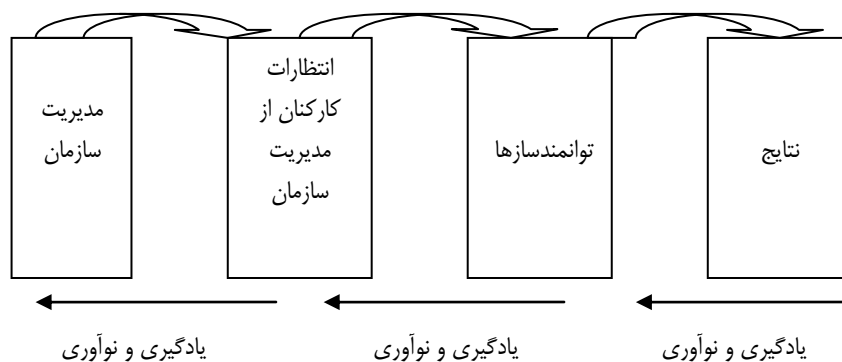 مدیریت
سازمان
انتظارات
کارکنان از
مدیریت
سازمان
توانمندسازها
نتایج
یادگیری و نوآوری
یادگیری و نوآوری
یادگیری و نوآوری